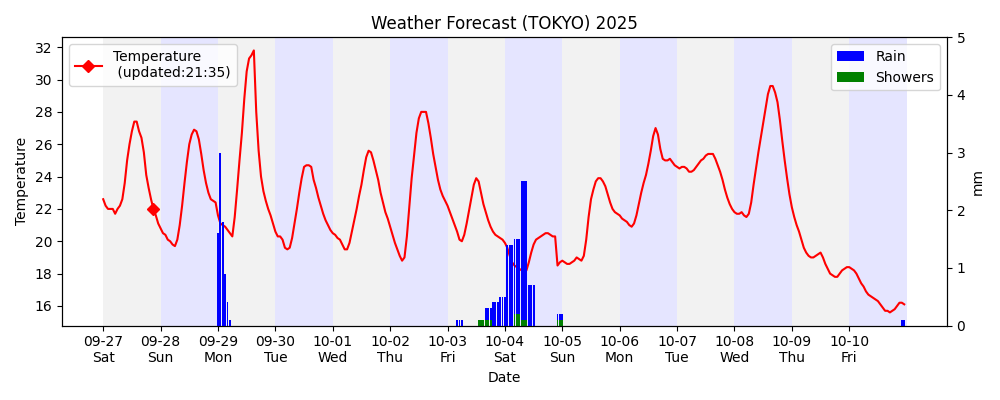 Weather Forecast (TOKYO) 2025
Temperature
(updated:21:35)
Rain
Showers
Temperature
32
30
28
26
24
22
20
18
16
5
4
3
2
1
0
mm
09-27 09-28 09-29 09-30 10-01 10-02 10-03 10-04 10-05 10-06 10-07 10-08 10-09 10-10
Sat Sun Mon Tue Wed Thu Fri Sat Sun Mon Tue Wed Thu Fri
Date